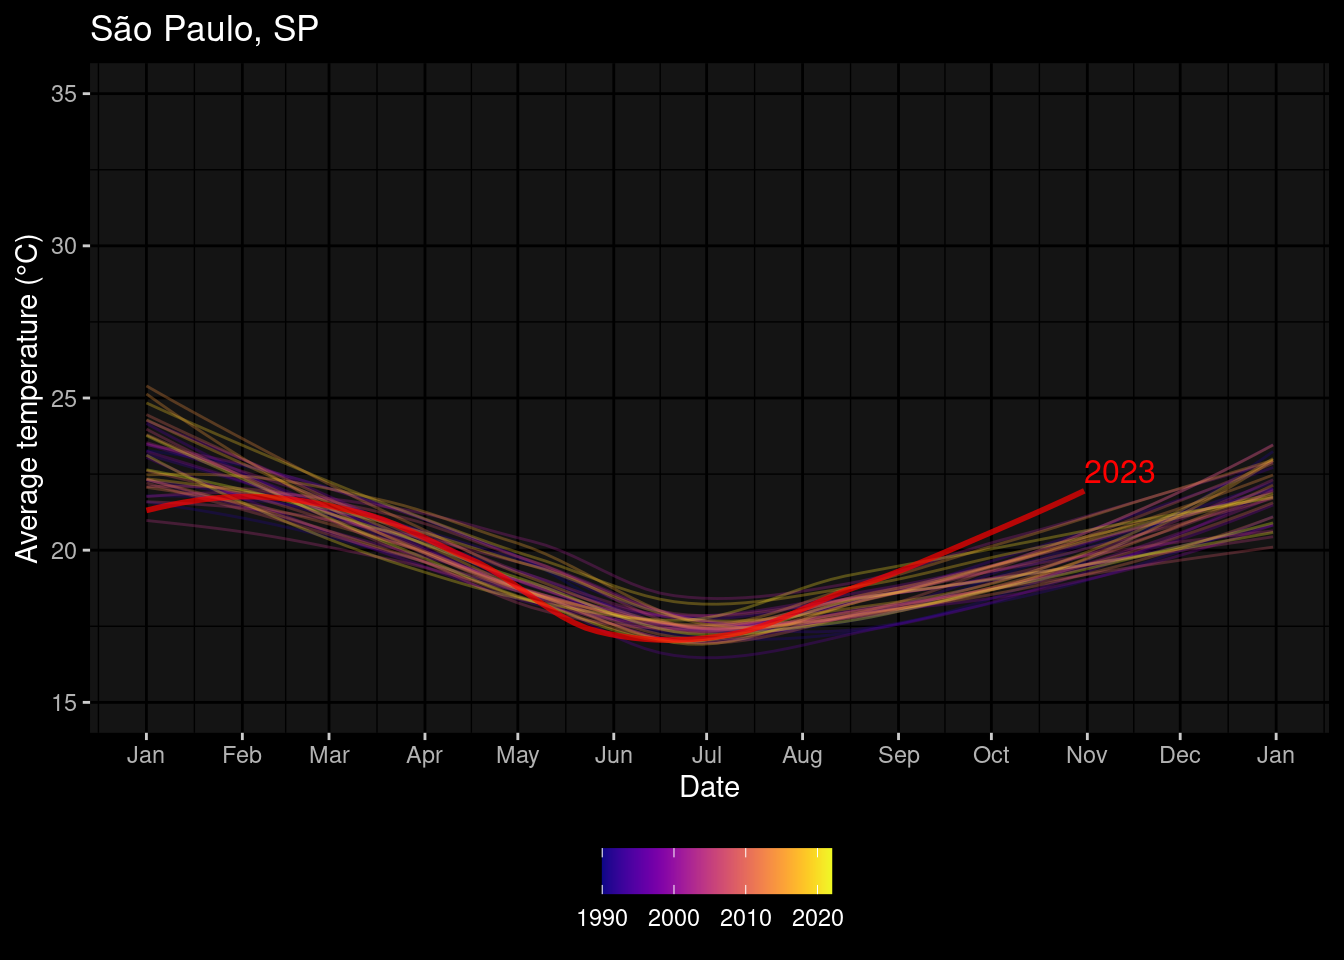 São Paulo, SP
Average temperature (°C)
35
30
25
20
15
2023
Jan Feb Mar Apr May Jun Jul Aug Sep Oct Nov Dec Jan
Date
1990 2000 2010 2020